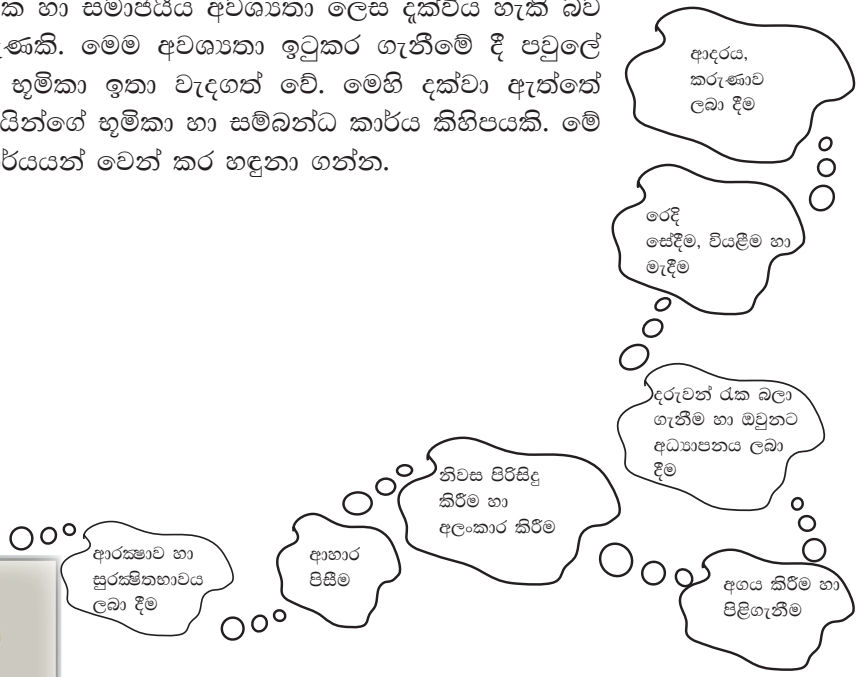 ක හා සමාජයීය අවශ්‍යතා ලෙස දැක්විය හැකි බව
ණකි. මෙම අවශ්‍යතා ඉටුකර ගැනීමේ දී පවුලේ
භූමිකා ඉතා වැදගත් වේ. මෙහි දක්වා ඇත්තේ
යින්ගේ භූමිකා හා සම්බන්ධ කාර්ය කිහිපයකි. මේ
ර්යයන් වෙන් කර හඳුනා ගන්න.
ආදරය,
කරුණාව
ලබා දීම
රෙදි
සේදීම, වියළීම හා
මැදීම
දරුවන් රැක බලා
ගැනීම හා ඔවුනට
අධ්‍යාපනය ලබා
දීම
නිවස පිරිසිදු
කිරීම හා
අලංකාර කිරීම
ආහාර
පිසීම
ආරක්‍ෂාව හා
සුරක්‍ෂිතභාවය
ලබා දීම
අගය කිරීම හා
පිළිගැනීම